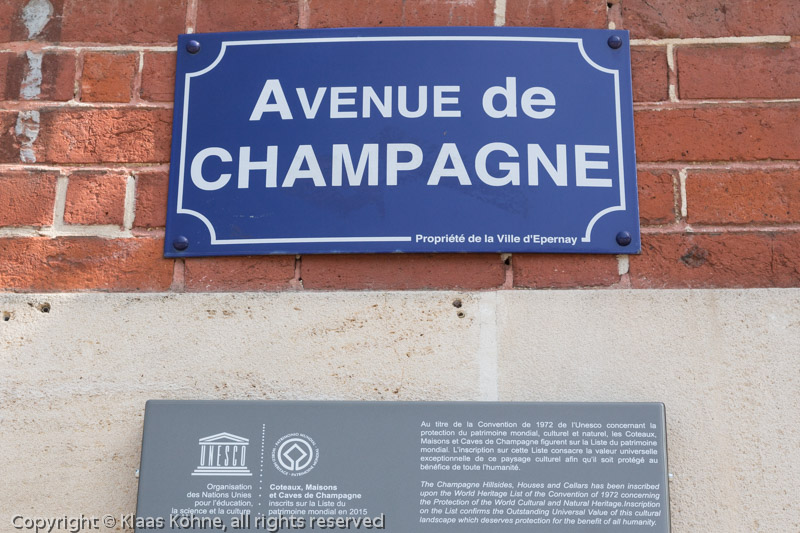 AVENUE de
CHAMPAGNE
Propriété de la Ville d'Epernay
UNESCO
Organisation
des Nations Unies
pour l'éducation,
la science et la culture
Coteaux, Maisons
et Caves de Champagne
inscrits sur la Liste du
patrimoine mondial en 2015
Au titre de la Convention de 1972 de l'Unesco concernant la
protection du patrimoine mondial, culturel et naturel, les Coteaux,
Maisons et Caves de Champagne figurent sur la Liste du patrimoine
mondial. L'inscription sur cette Liste consacre la valeur universelle
exceptionnelle de ce paysage culturel afin qu'il soit protégé au
bénéfice de toute l'humanité.
The Champagne Hillsides, Houses and Cellars has been inscribed
upon the World Heritage List of the Convention of 1972 concerning
the Protection of the World Cultural and Natural Heritage.Inscription
on the List confirms the Outstanding Universal Value of this cultural
landscape which deserves protection for the benefit of all humanity.
Copyright © Klaas Köhne, all rights reserved